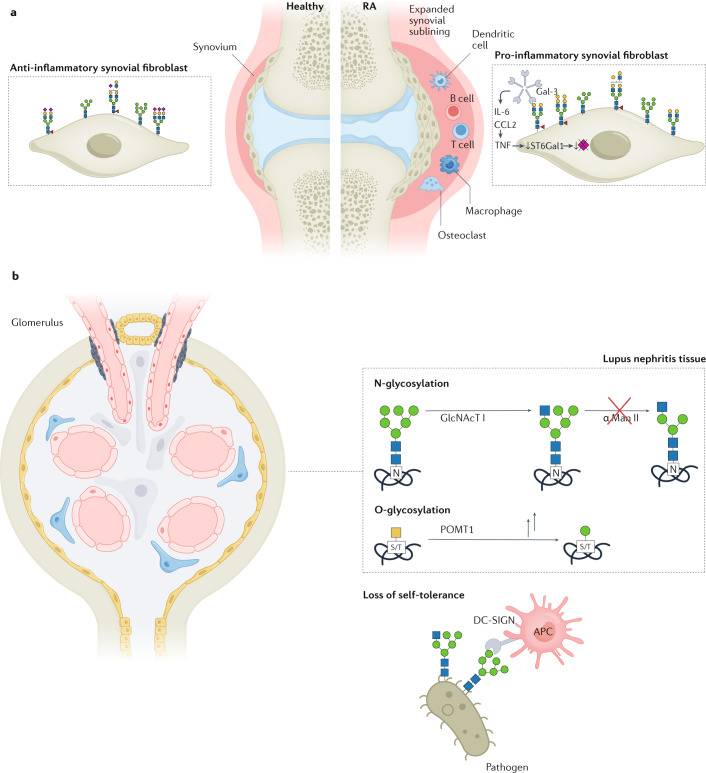 a
Healthy
RA
Expanded
synovial
sublining
Synovium
Dendritic
cell
Anti-inflammatory synovial fibroblast
Pro-inflammatory synovial fibroblast
B cell
T cell
Macrophage
Osteoclast
Gal-3
IL-6
CCL2
TNF → ↓ST6Gal1 → ↓
b
Glomerulus
Lupus nephritis tissue
N-glycosylation
GlcNAcT I
α Man II
N
N
N
O-glycosylation
POMT1
S/T
S/T
Loss of self-tolerance
DC-SIGN
APC
Pathogen